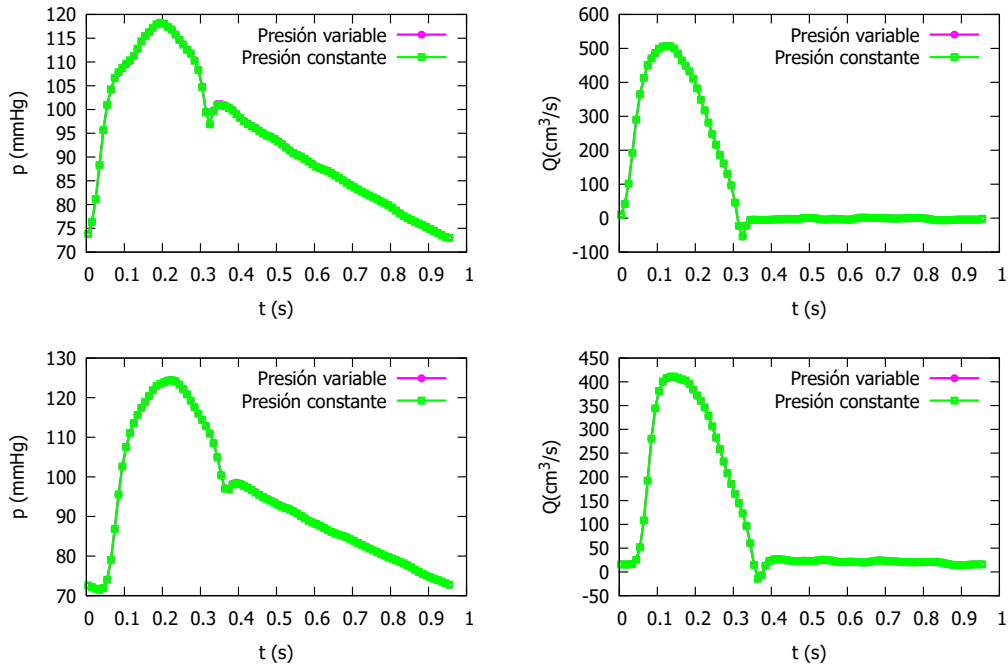 120
115
110
105
100
95
90
85
80
75
70
p (mmHg)
0 0.1 0.2 0.3 0.4 0.5 0.6 0.7 0.8 0.9 1
t (s)
Presión variable
Presión constante
600
500
400
300
200
100
0
-100
Q(cm³/s)
0 0.1 0.2 0.3 0.4 0.5 0.6 0.7 0.8 0.9 1
t (s)
Presión variable
Presión constante
130
120
110
100
90
80
70
p (mmHg)
0 0.1 0.2 0.3 0.4 0.5 0.6 0.7 0.8 0.9 1
t (s)
Presión variable
Presión constante
450
400
350
300
250
200
150
100
50
0
-50
Q(cm³/s)
0 0.1 0.2 0.3 0.4 0.5 0.6 0.7 0.8 0.9 1
t (s)
Presión variable
Presión constante